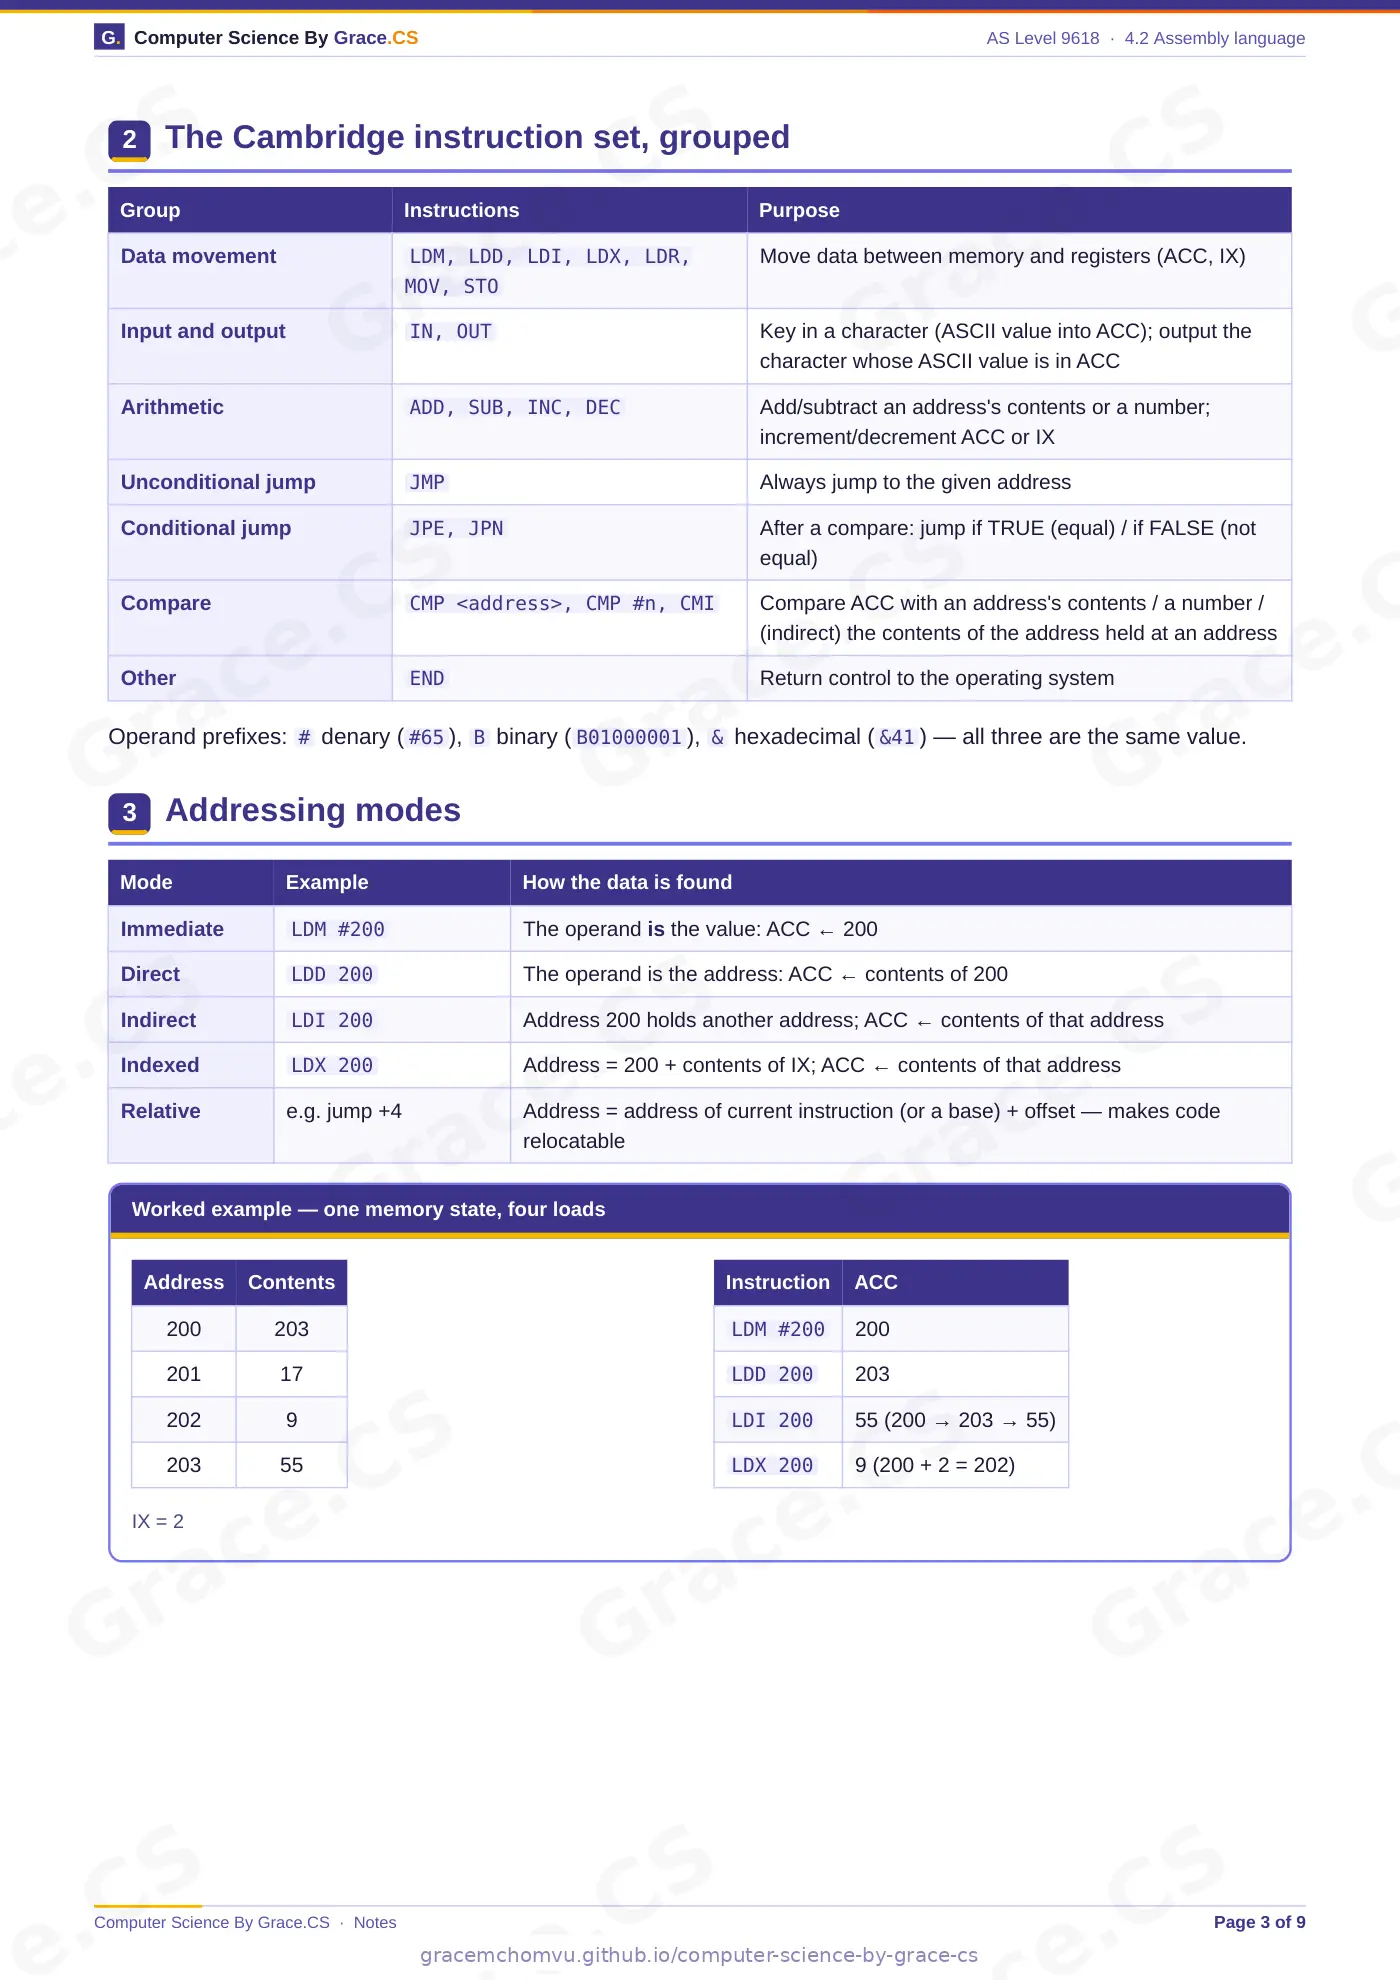 G. Computer Science By Grace.CS
AS Level 9618 · 4.2 Assembly language
2 The Cambridge instruction set, grouped
Group Instructions Purpose
Data movement LDM, LDD, LDI, LDX, LDR, Move data between memory and registers (ACC, IX)
MOV, STO
Input and output IN, OUT Key in a character (ASCII value into ACC); output the
character whose ASCII value is in ACC
Arithmetic ADD, SUB, INC, DEC Add/subtract an address's contents or a number;
increment/decrement ACC or IX
Unconditional jump JMP Always jump to the given address
Conditional jump JPE, JPN After a compare: jump if TRUE (equal) / if FALSE (not
equal)
Compare CMP <address>, CMP #n, CMI Compare ACC with an address's contents / a number /
(indirect) the contents of the address held at an address
Other END Return control to the operating system
Operand prefixes: # denary (#65), B binary (B01000001), & hexadecimal (&41) — all three are the same value.
3 Addressing modes
Mode Example How the data is found
Immediate LDM #200 The operand is the value: ACC ← 200
Direct LDD 200 The operand is the address: ACC ← contents of 200
Indirect LDI 200 Address 200 holds another address; ACC ← contents of that address
Indexed LDX 200 Address = 200 + contents of IX; ACC ← contents of that address
Relative e.g. jump +4 Address = address of current instruction (or a base) + offset — makes code
relocatable
Worked example — one memory state, four loads
Address Contents
200 203
201 17
202 9
203 55
IX = 2
Instruction ACC
LDM #200 200
LDD 200 203
LDI 200 55 (200 → 203 → 55)
LDX 200 9 (200 + 2 = 202)
Computer Science By Grace.CS · Notes
Page 3 of 9
gracemchomvu.github.io/computer-science-by-grace-cs